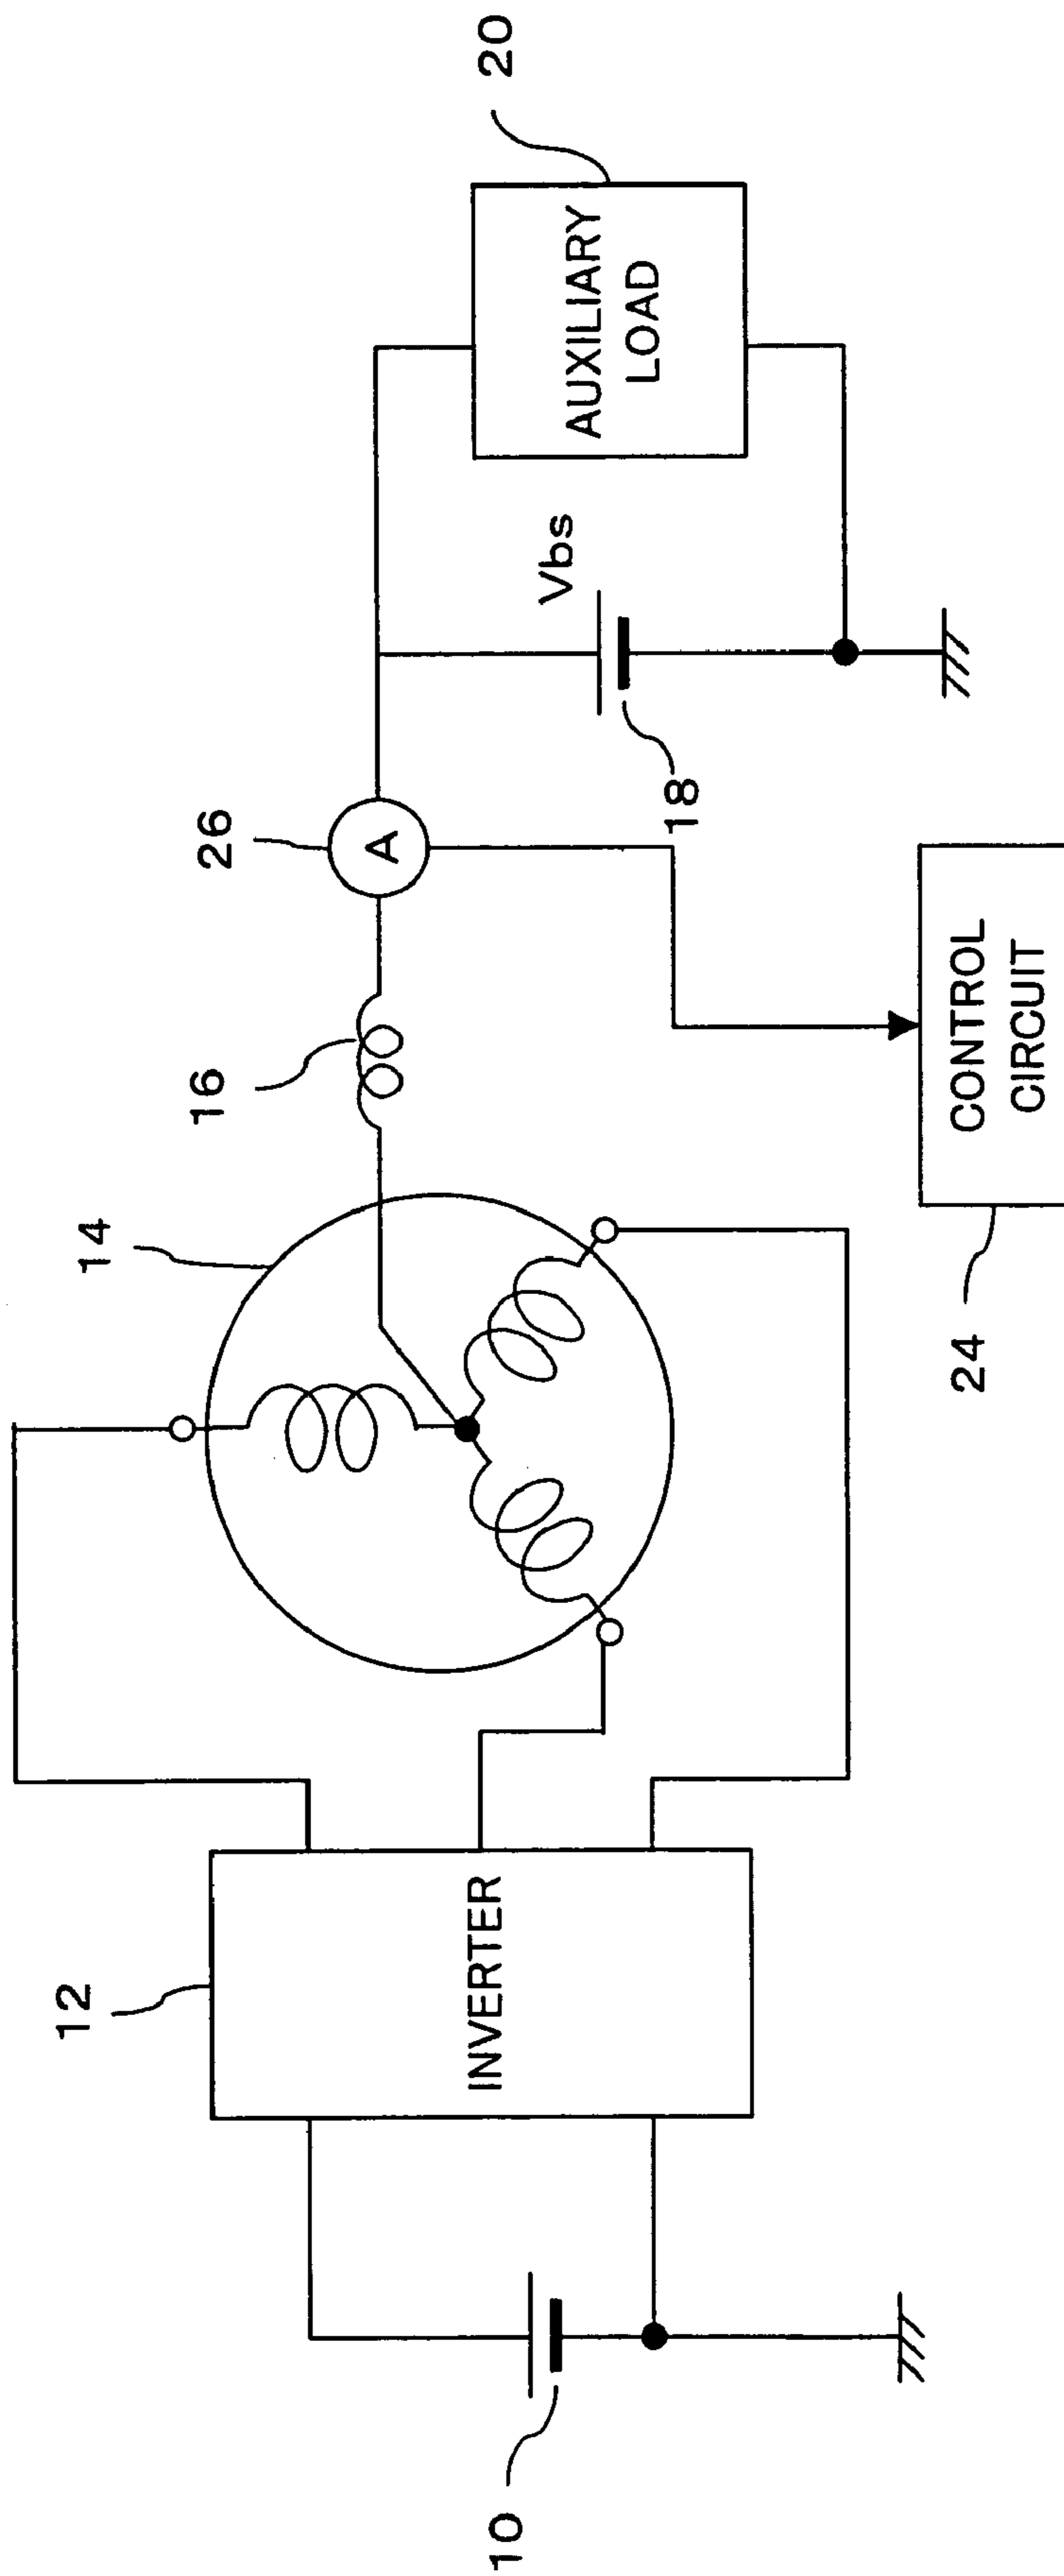 10
12
INVERTER
14
16
26
A
Vbs
18
20
AUXILIARY
LOAD
24
CONTROL
CIRCUIT